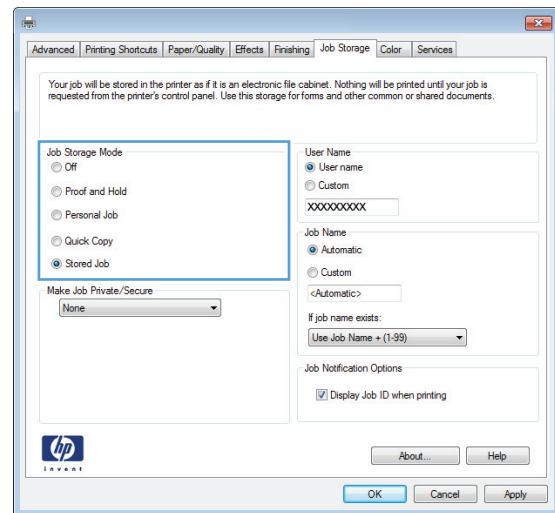 Advanced Printing Shortcuts Paper/Quality Effects Finishing Job Storage Color Services
Your job will be stored in the printer as if it is an electronic file cabinet. Nothing will be printed until your job is
requested from the printer's control panel. Use this storage for forms and other common or shared documents.
Job Storage Mode
Off
Proof and Hold
Personal Job
Quick Copy
Stored Job
Make Job Private/Secure
None
User Name
User name
Custom
XXXXXXXXX
Job Name
Automatic
Custom
<Automatic>
If job name exists:
Use Job Name + (1-99)
Job Notification Options
Display Job ID when printing
hp
invent
About... Help
OK Cancel Apply